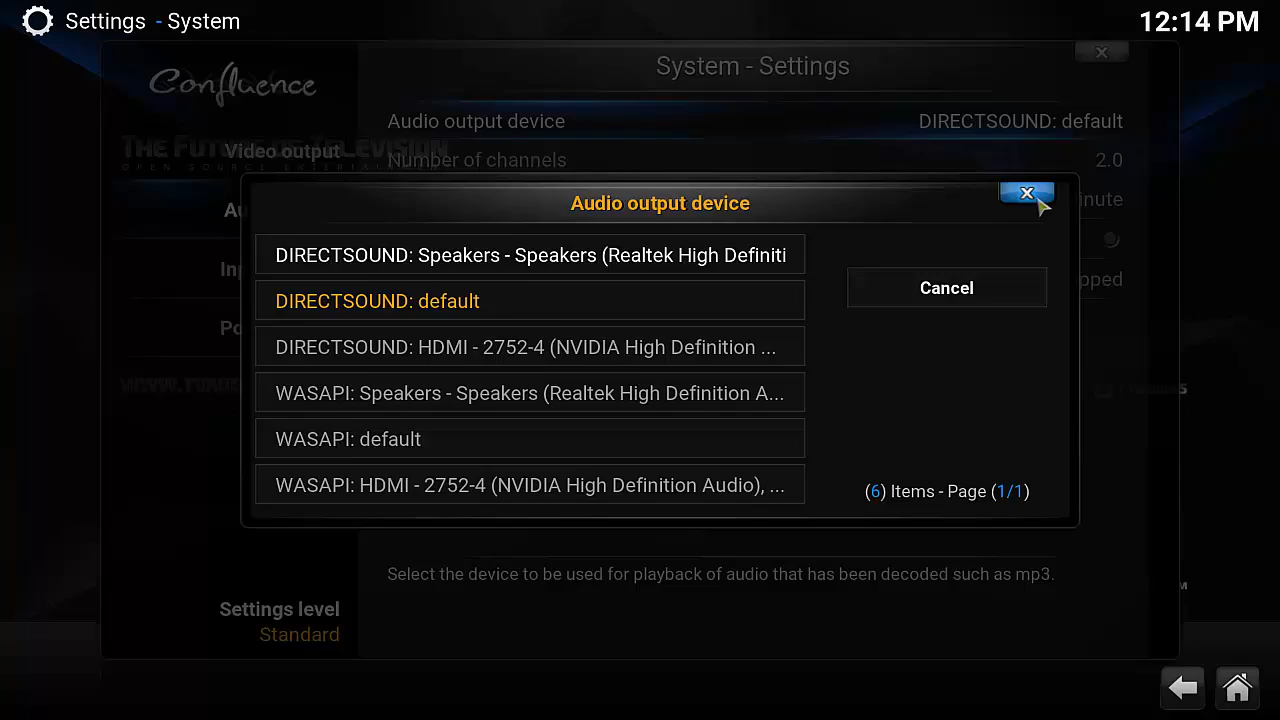 Settings - System
12:14 PM
Confluence
System - Settings
Audio output device
DIRECTSOUND: default
THE FUTURE OF TELEVISION
Video output
Number of channels
2.0
Audio output device
DIRECTSOUND: Speakers - Speakers (Realtek High Definiti
DIRECTSOUND: default
DIRECTSOUND: HDMI - 2752-4 (NVIDIA High Definition ...
WASAPI: Speakers - Speakers (Realtek High Definition A...
WASAPI: default
WASAPI: HDMI - 2752-4 (NVIDIA High Definition Audio), ...
Cancel
(6) Items - Page (1/1)
Select the device to be used for playback of audio that has been decoded such as mp3.
Settings level
Standard